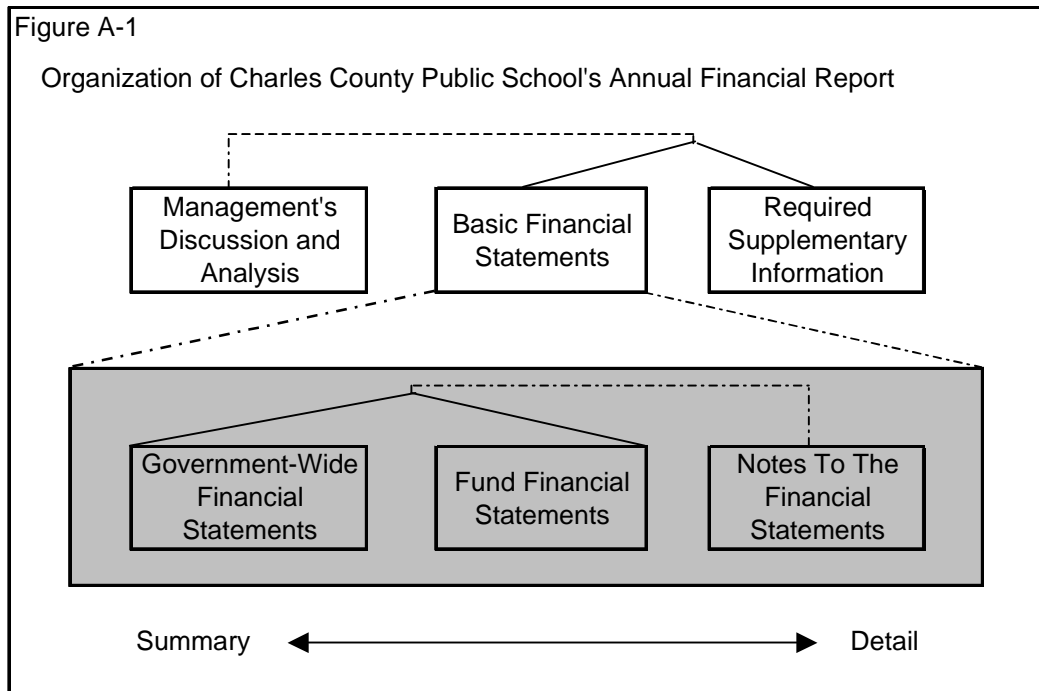 Figure A-1
Organization of Charles County Public School's Annual Financial Report
Management's
Discussion and
Analysis
Basic Financial
Statements
Required
Supplementary
Information
Government-Wide
Financial
Statements
Fund Financial
Statements
Notes To The
Financial
Statements
Summary
Detail